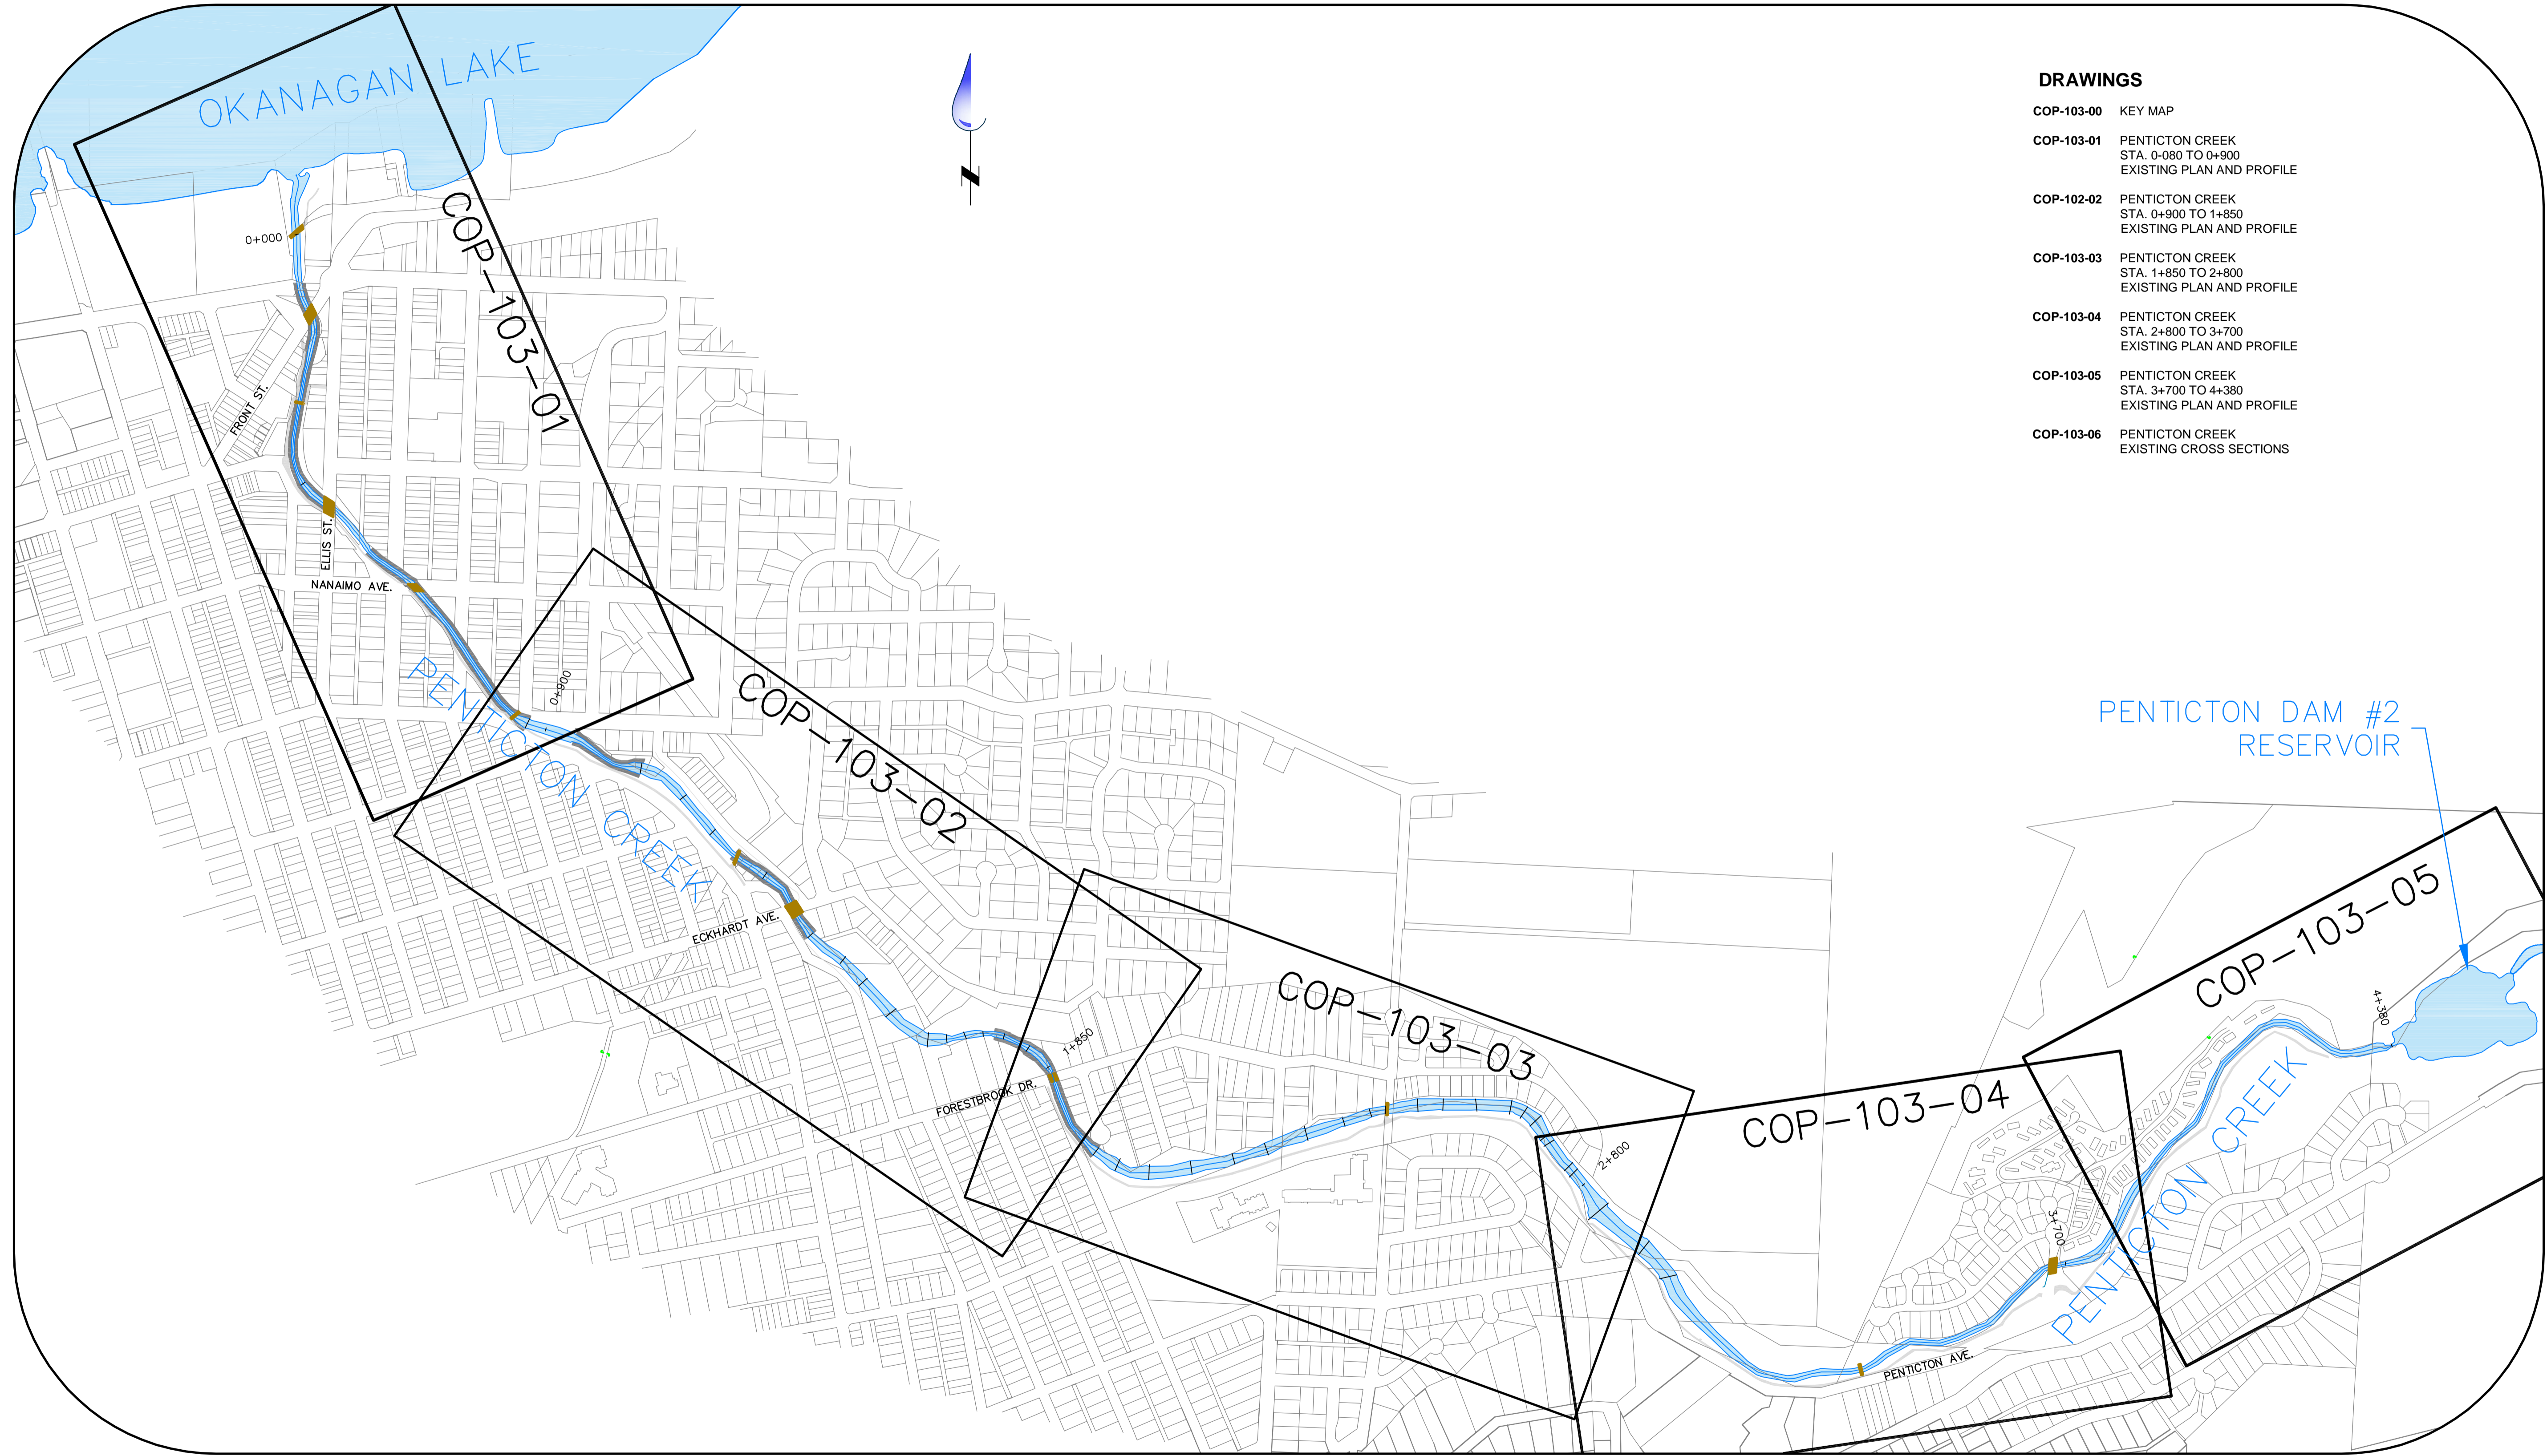 OKANAGAN LAKE
N
DRAWINGS
COP-103-00 KEY MAP
COP-103-01 PENTICTON CREEK
STA. 0-080 TO 0+900
EXISTING PLAN AND PROFILE
COP-102-02 PENTICTON CREEK
STA. 0+900 TO 1+850
EXISTING PLAN AND PROFILE
COP-103-03 PENTICTON CREEK
STA. 1+850 TO 2+800
EXISTING PLAN AND PROFILE
COP-103-04 PENTICTON CREEK
STA. 2+800 TO 3+700
EXISTING PLAN AND PROFILE
COP-103-05 PENTICTON CREEK
STA. 3+700 TO 4+380
EXISTING PLAN AND PROFILE
COP-103-06 PENTICTON CREEK
EXISTING CROSS SECTIONS
0+000
COP-103-01
FRONT ST.
ELLIS ST.
NANAIMO AVE.
0+900
PENTICTON CREEK
COP-103-02
ECKHARDT AVE.
1+850
FORESTBROOK DR.
COP-103-03
2+800
COP-103-04
PENTICTON DAM #2
RESERVOIR
COP-103-05
4+380
3+700
PENTICTON CREEK
PENTICTON AVE.